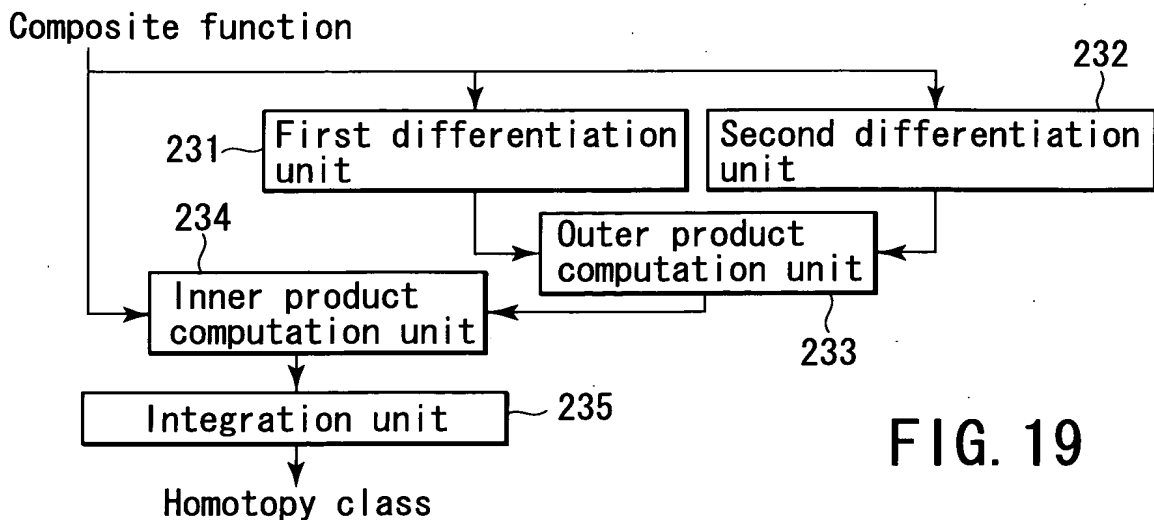 Composite function
232
231
First differentiation
unit
Second differentiation
unit
234
Outer product
computation unit
Inner product
computation unit
233
Integration unit
235
FIG. 19
Homotopy class